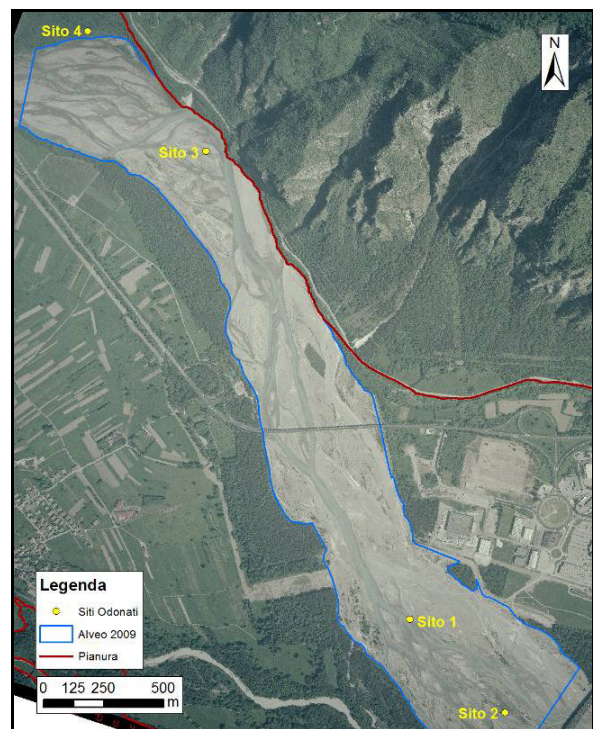 Sito 4
N
Sito 3
Legenda
Siti Odonati
Alveo 2009
Pianura
0 125 250 500
m
Sito 1
Sito 2